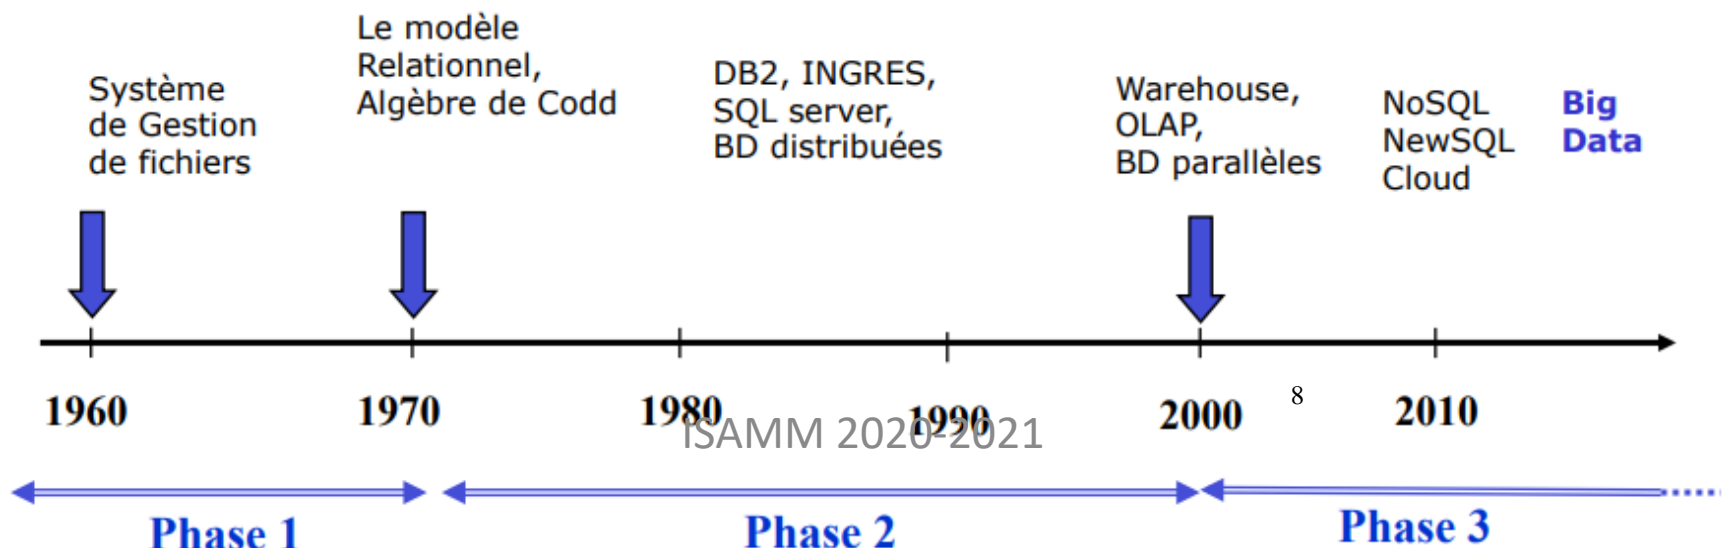 Système
de Gestion
de fichiers
Le modèle
Relationnel,
Algèbre de Codd
DB2, INGRES,
SQL server,
BD distribuées
Warehouse,
OLAP,
BD parallèles
NoSQL
NewSQL
Cloud
Big
Data
1960
1970
1980
1990
2000
8
2010
ISAMM 2020-2021
Phase 1
Phase 2
Phase 3